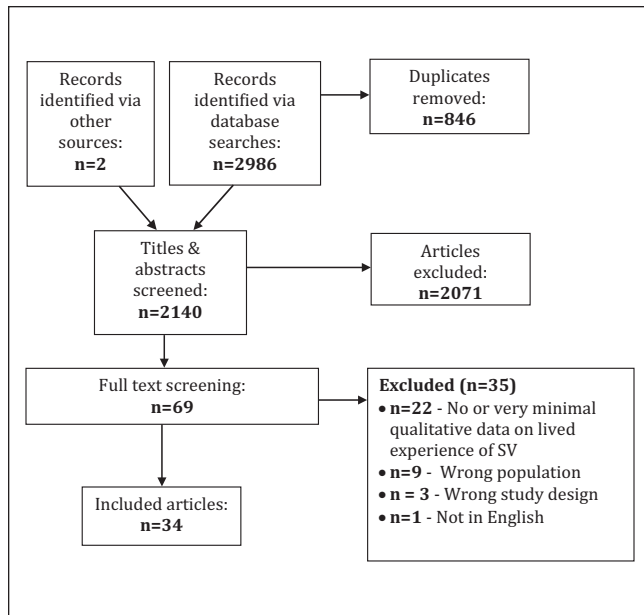 Records
identified via
other
sources:
n=2
Records
identified via
database
searches:
n=2986
Duplicates
removed:
n=846
Titles &
abstracts
screened:
n=2140
Articles
excluded:
n=2071
Full text screening:
n=69
Excluded (n=35)
• n=22 - No or very minimal
qualitative data on lived
experience of SV
• n=9 - Wrong population
• n = 3 - Wrong study design
• n=1 - Not in English
Included articles:
n=34